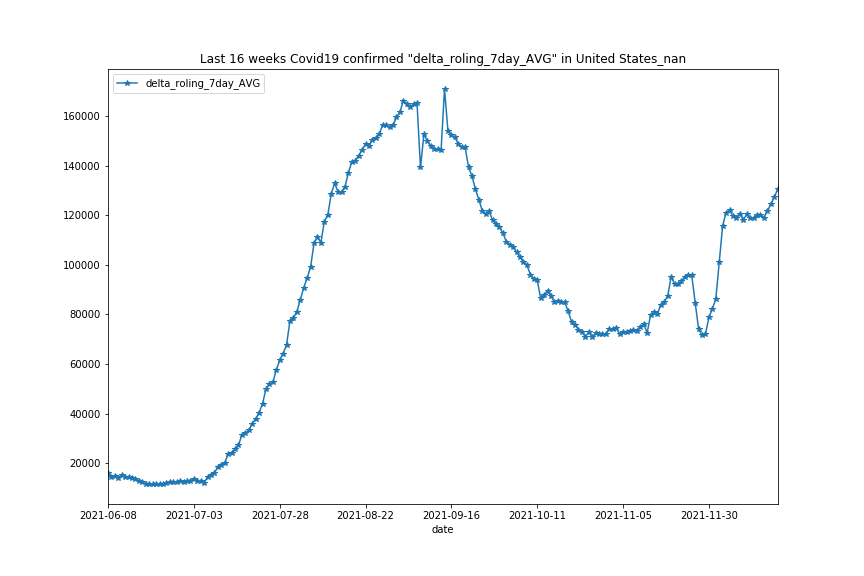 Last 16 weeks Covid19 confirmed "delta_roling_7day_AVG" in United States_nan
delta_roling_7day_AVG
160000
140000
120000
100000
80000
60000
40000
20000
2021-06-08 2021-07-03 2021-07-28 2021-08-22 2021-09-16 2021-10-11 2021-11-05 2021-11-30
date